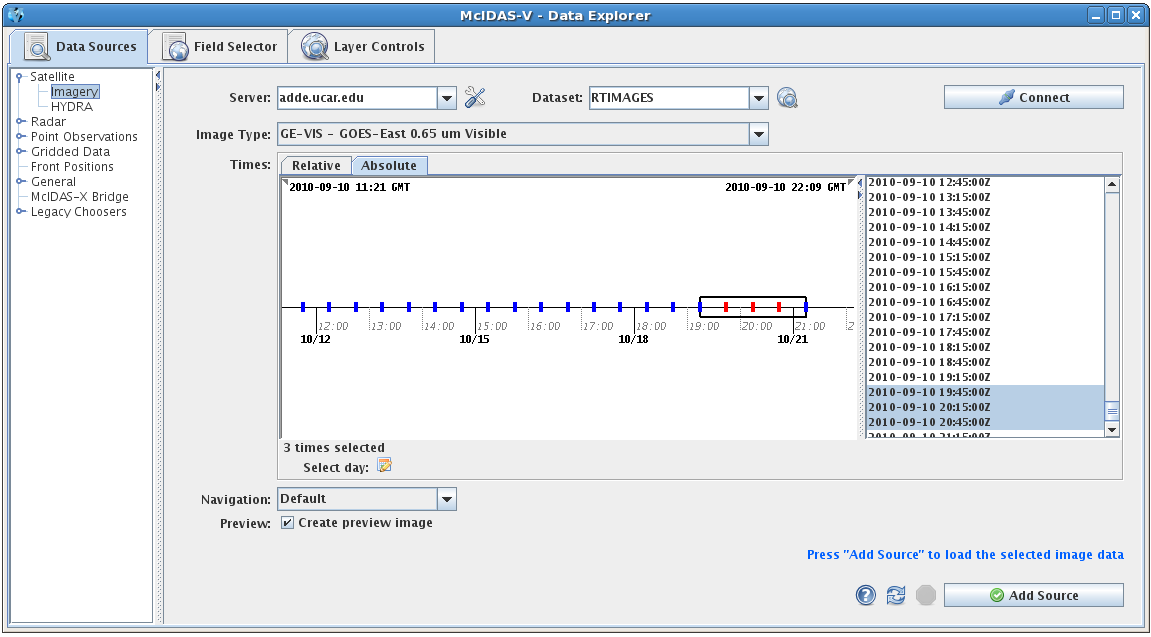 McIDAS-V - Data Explorer
Data Sources Field Selector Layer Controls
Satellite
Imagery
HYDRA
Radar
Point Observations
Gridded Data
Front Positions
General
McIDAS-X Bridge
Legacy Choosers
Server: adde.ucar.edu Dataset: RTIMAGES Connect
Image Type: GE-VIS - GOES-East 0.65 um Visible
Times: Relative Absolute
2010-09-10 11:21 GMT 2010-09-10 22:09 GMT
12:00 13:00 14:00 15:00 16:00 17:00 18:00 19:00 20:00 21:00 2
10/12 10/15 10/18 10/21
2010-09-10 12:45:00Z
2010-09-10 13:15:00Z
2010-09-10 13:45:00Z
2010-09-10 14:15:00Z
2010-09-10 14:45:00Z
2010-09-10 15:15:00Z
2010-09-10 15:45:00Z
2010-09-10 16:15:00Z
2010-09-10 16:45:00Z
2010-09-10 17:15:00Z
2010-09-10 17:45:00Z
2010-09-10 18:15:00Z
2010-09-10 18:45:00Z
2010-09-10 19:15:00Z
2010-09-10 19:45:00Z
2010-09-10 20:15:00Z
2010-09-10 20:45:00Z
2010-09-10 21:15:00Z
3 times selected
Select day:
Navigation: Default
Preview: Create preview image
Press "Add Source" to load the selected image data
Add Source